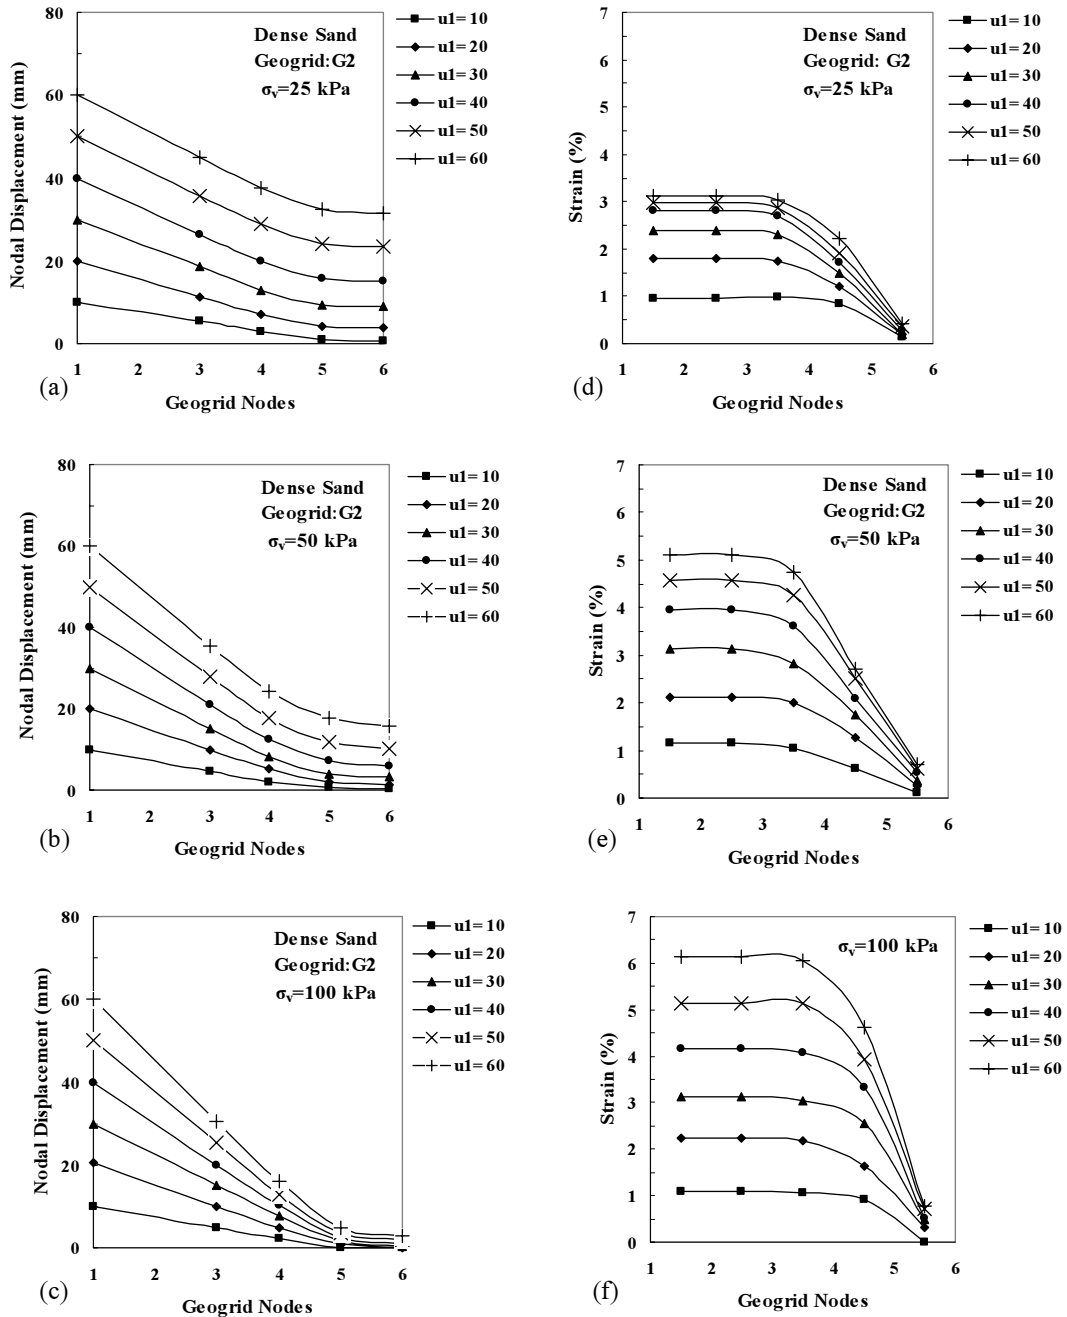 80
60
40
20
0
Nodal Displacement (mm)
Dense Sand
Geogrid:G2
σv=25 kPa
u1= 10
u1= 20
u1= 30
u1= 40
u1= 50
u1= 60
1 2 3 4 5 6
(a)
Geogrid Nodes
7
6
5
4
3
2
1
0
Strain (%)
Dense Sand
Geogrid: G2
σv=25 kPa
u1= 10
u1= 20
u1= 30
u1= 40
u1= 50
u1= 60
1 2 3 4 5 6
(d)
Geogrid Nodes
80
60
40
20
0
Nodal Displacement (mm)
Dense Sand
Geogrid:G2
σv=50 kPa
u1= 10
u1= 20
u1= 30
u1= 40
u1= 50
u1= 60
1 2 3 4 5 6
(b)
Geogrid Nodes
7
6
5
4
3
2
1
0
Strain (%)
Dense Sand
Geogrid:G2
σv=50 kPa
u1= 10
u1= 20
u1= 30
u1= 40
u1= 50
u1= 60
1 2 3 4 5 6
(e)
Geogrid Nodes
80
60
40
20
0
Nodal Displacement (mm)
Dense Sand
Geogrid:G2
σv=100 kPa
u1= 10
u1= 20
u1= 30
u1= 40
u1= 50
u1= 60
1 2 3 4 5 6
(c)
Geogrid Nodes
7
6
5
4
3
2
1
0
Strain (%)
σv=100 kPa
u1= 10
u1= 20
u1= 30
u1= 40
u1= 50
u1= 60
1 2 3 4 5 6
(f)
Geogrid Nodes